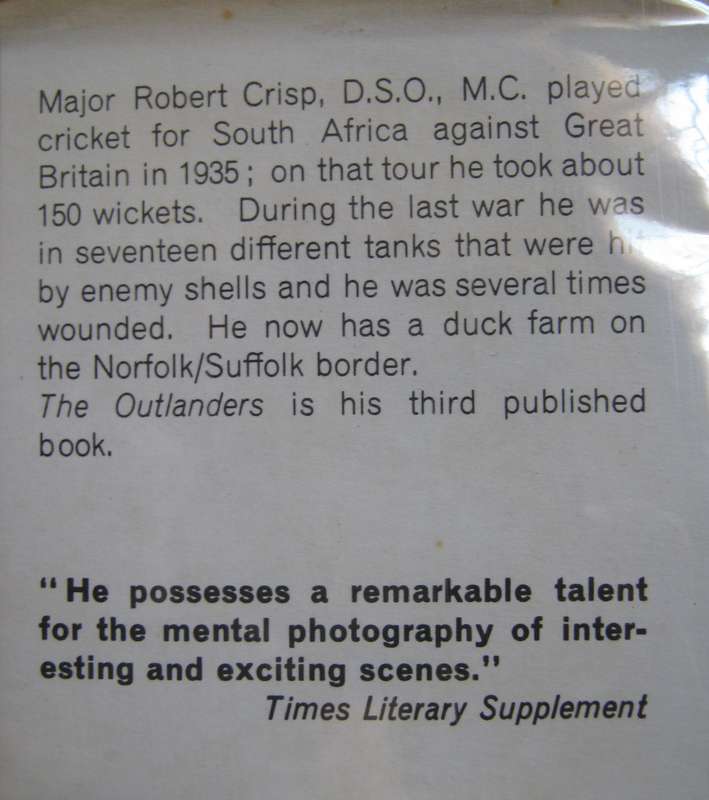 Major Robert Crisp, D.S.O., M.C. played
cricket for South Africa against Great
Britain in 1935; on that tour he took about
150 wickets. During the last war he was
in seventeen different tanks that were hit
by enemy shells and he was several times
wounded. He now has a duck farm on
the Norfolk/Suffolk border.
The Outlanders is his third published
book.
"He possesses a remarkable talent
for the mental photography of inter-
esting and exciting scenes."
Times Literary Supplement